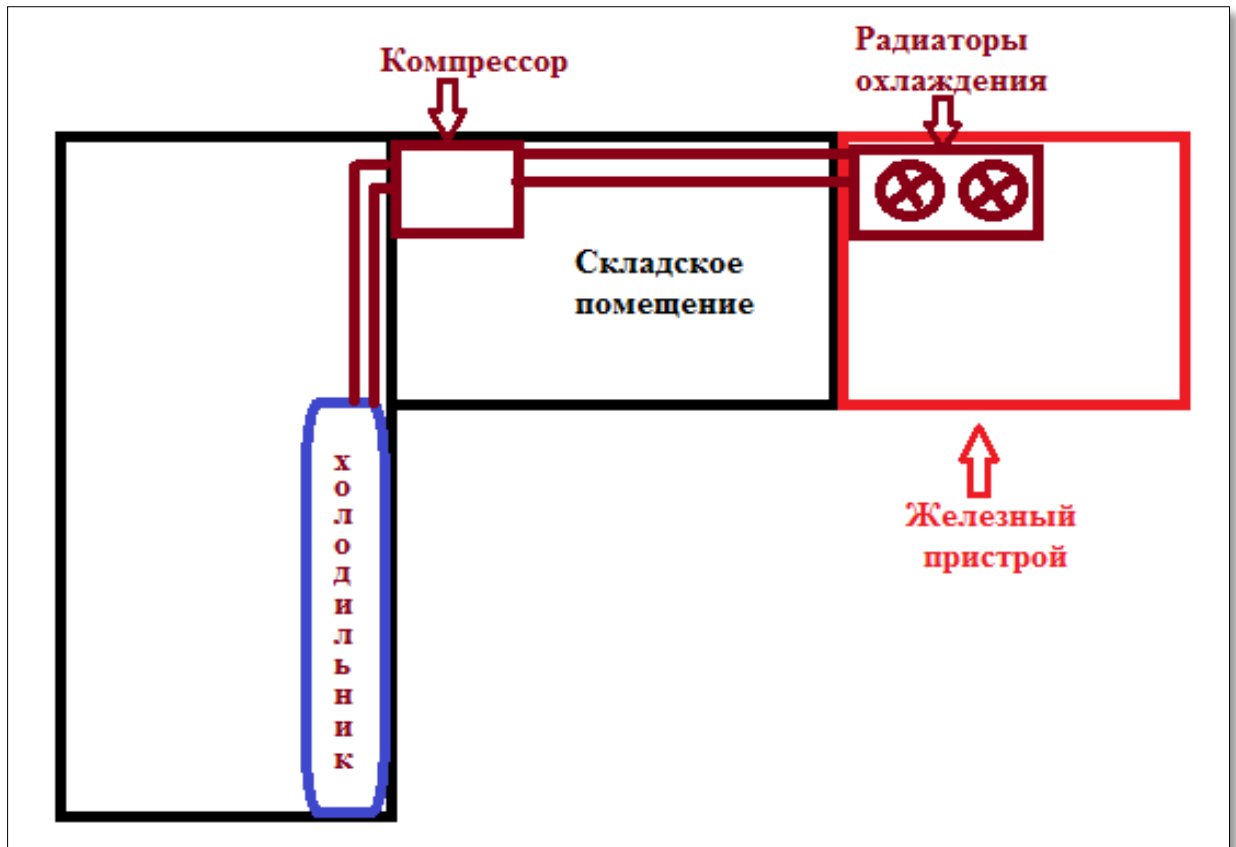 Компрессор
Радиаторы
охлаждения
Складское
помещение
холодильник
Железный
пристрой